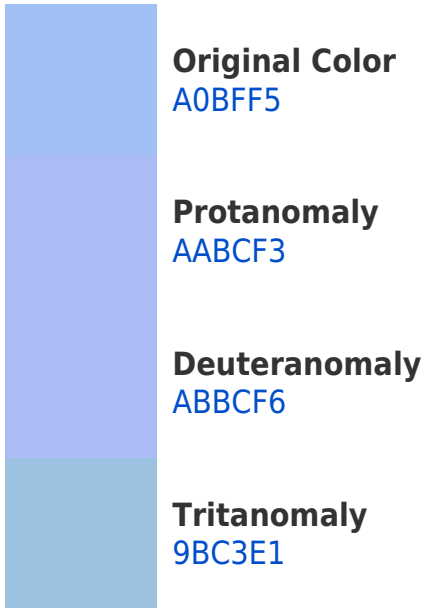 Original Color
A0BFF5
Protanomaly
AABCF3
Deuteranomaly
ABBCF6
Tritanomaly
9BC3E1